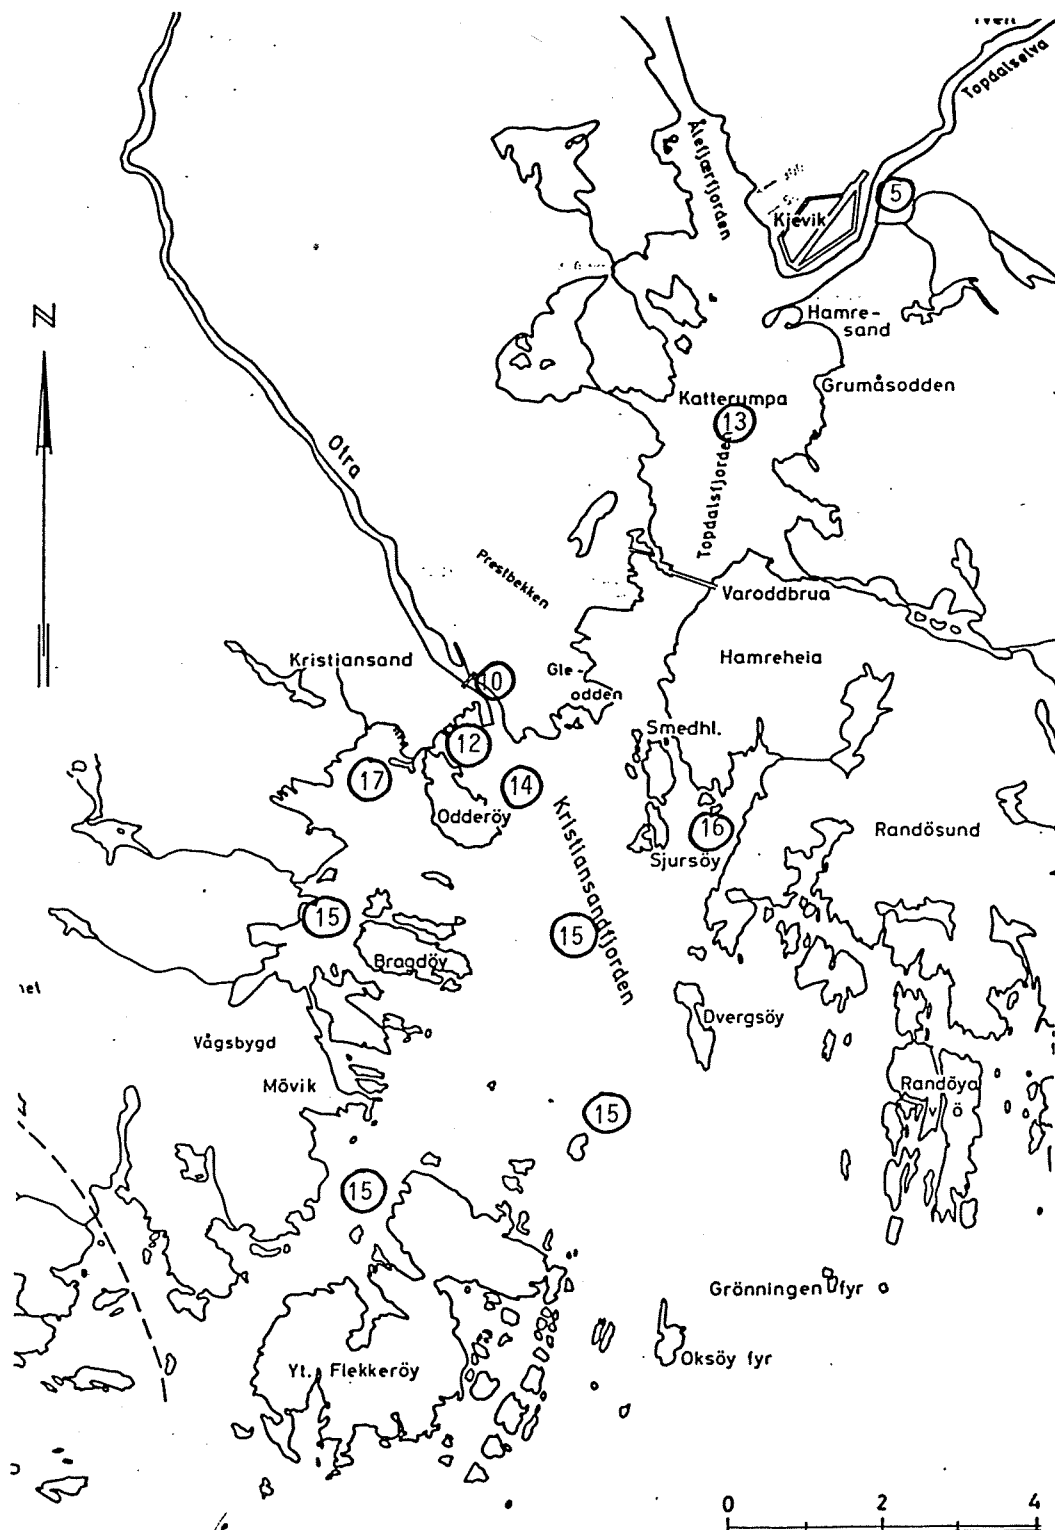 Topdalselva
Ålefjærfjorden
5
Kjevik
N
Hamre-
sand
Grumåsodden
Katterumpa
13
Otra
Topdalsfjorden
Prestbekken
Varoddbrua
Kristiansand
Hamreheia
10
Gle-
odden
Smedhl.
12
17
14
Odderöy
Kristiansandfjorden
16
Randösund
Sjursöy
15
15
Bragdöy
Dvergsöy
Vågsbygd
Mövik
Randöya
v ö
15
15
Grönningen fyr
Oksöy fyr
Yt. Flekkeröy
0 2 4